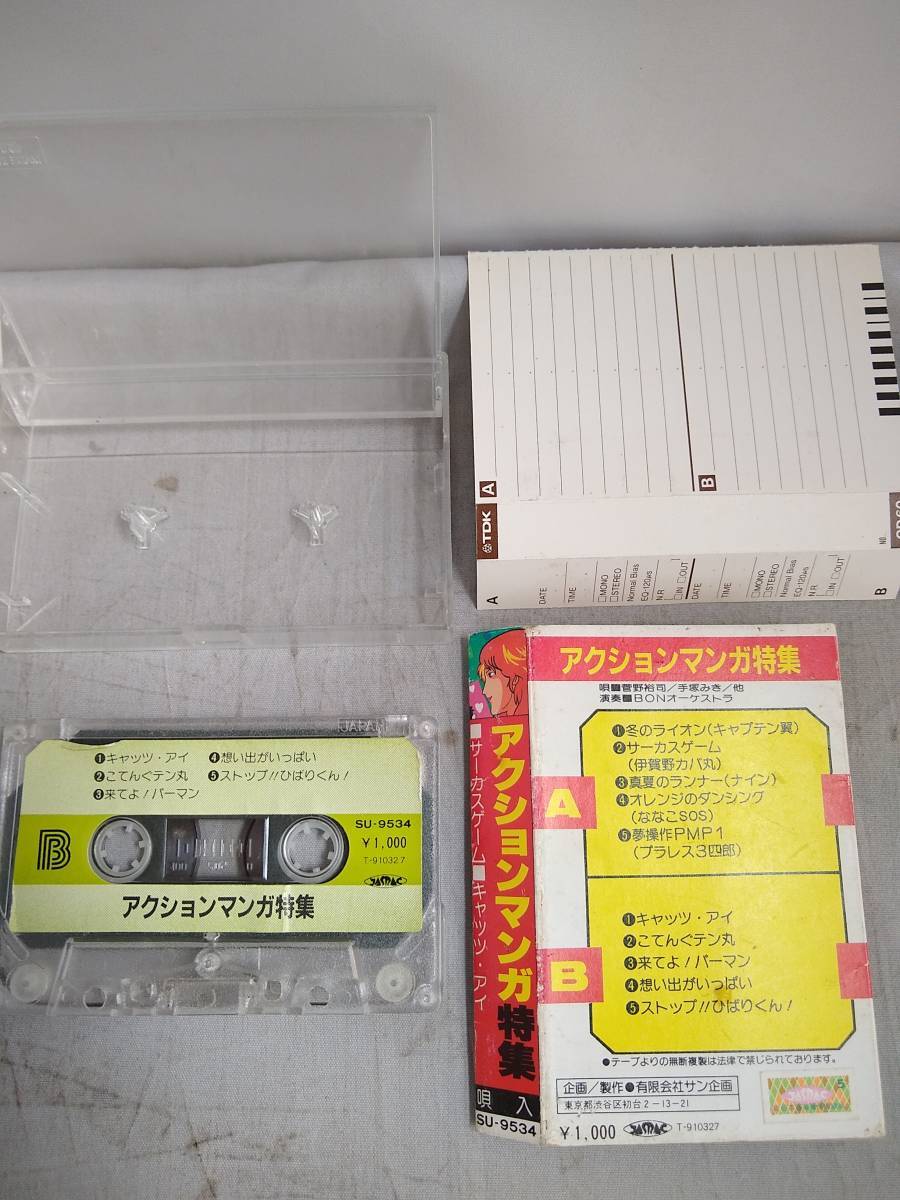 JAPAN
①キャッツ・アイ ④想い出がいっぱい
②こてんぐテン丸 ⑤ストップ!!ひばりくん!
③来てよ!パーマン
B
SU-9534
¥1,000
T-910327
JASRAC
アクションマンガ特集
A
B
TDK
NO.
A
DATE
TIME
□MONO
□STEREO
Normal Bias
EQ-120μs
N.R
□IN □OUT
DATE
TIME
□MONO
□STEREO
Normal Bias
EQ-120μs
N.R
□IN □OUT
B
アクションマンガ特集
■サーカスゲーム■キャッツ・アイ
唄入
SU-9534
アクションマンガ特集
唄■菅野裕司/手塚みき/他
演奏■BONオーケストラ
A
❶冬のライオン(キャプテン翼)
❷サーカスゲーム
(伊賀野カバ丸)
❸真夏のランナー(ナイン)
❹オレンジのダンシング
(ななこSOS)
❺夢操作PMP1
(プラレス3四郎)
B
❶キャッツ・アイ
❷こてんぐテン丸
❸来てよ!パーマン
❹想い出がいっぱい
❺ストップ!!ひばりくん!
●テープよりの無断複製は法律で禁じられております。
企画/製作●有限会社サン企画
東京都渋谷区初台2-13-21
¥1,000 JASRAC T-910327
JASRAC
5